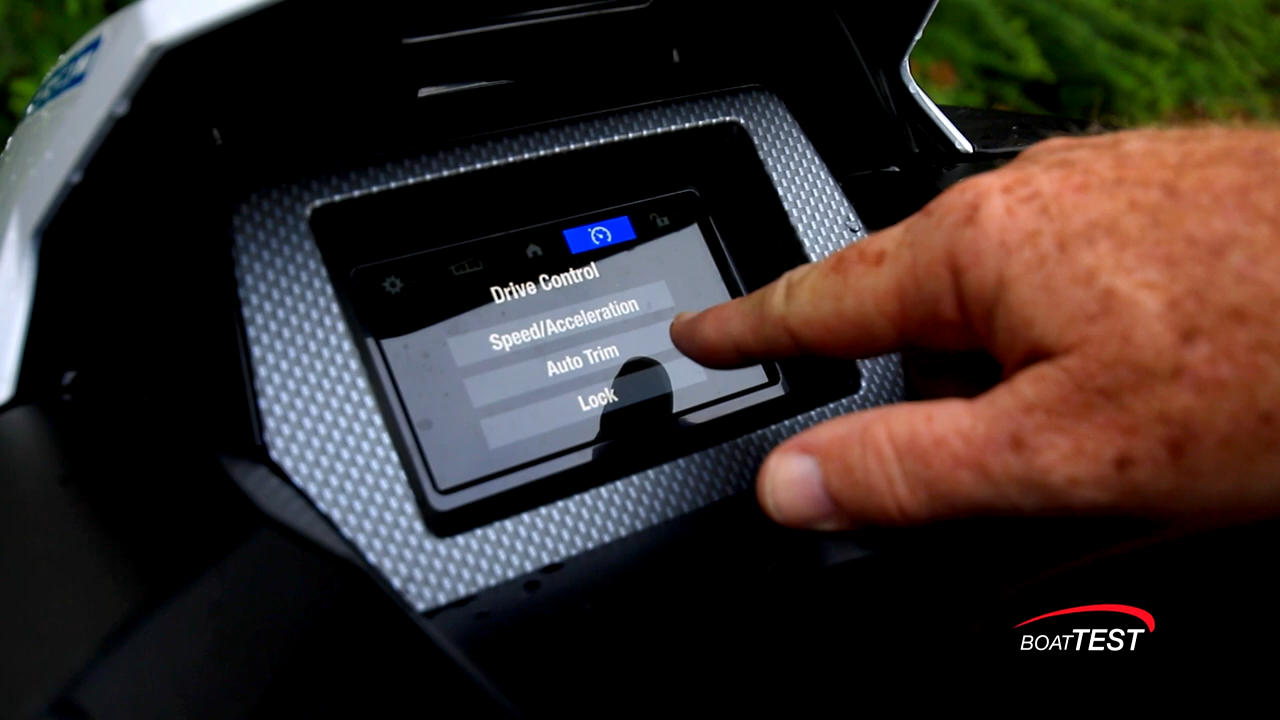 Drive Control
Speed/Acceleration
Auto Trim
Lock
BOATTEST